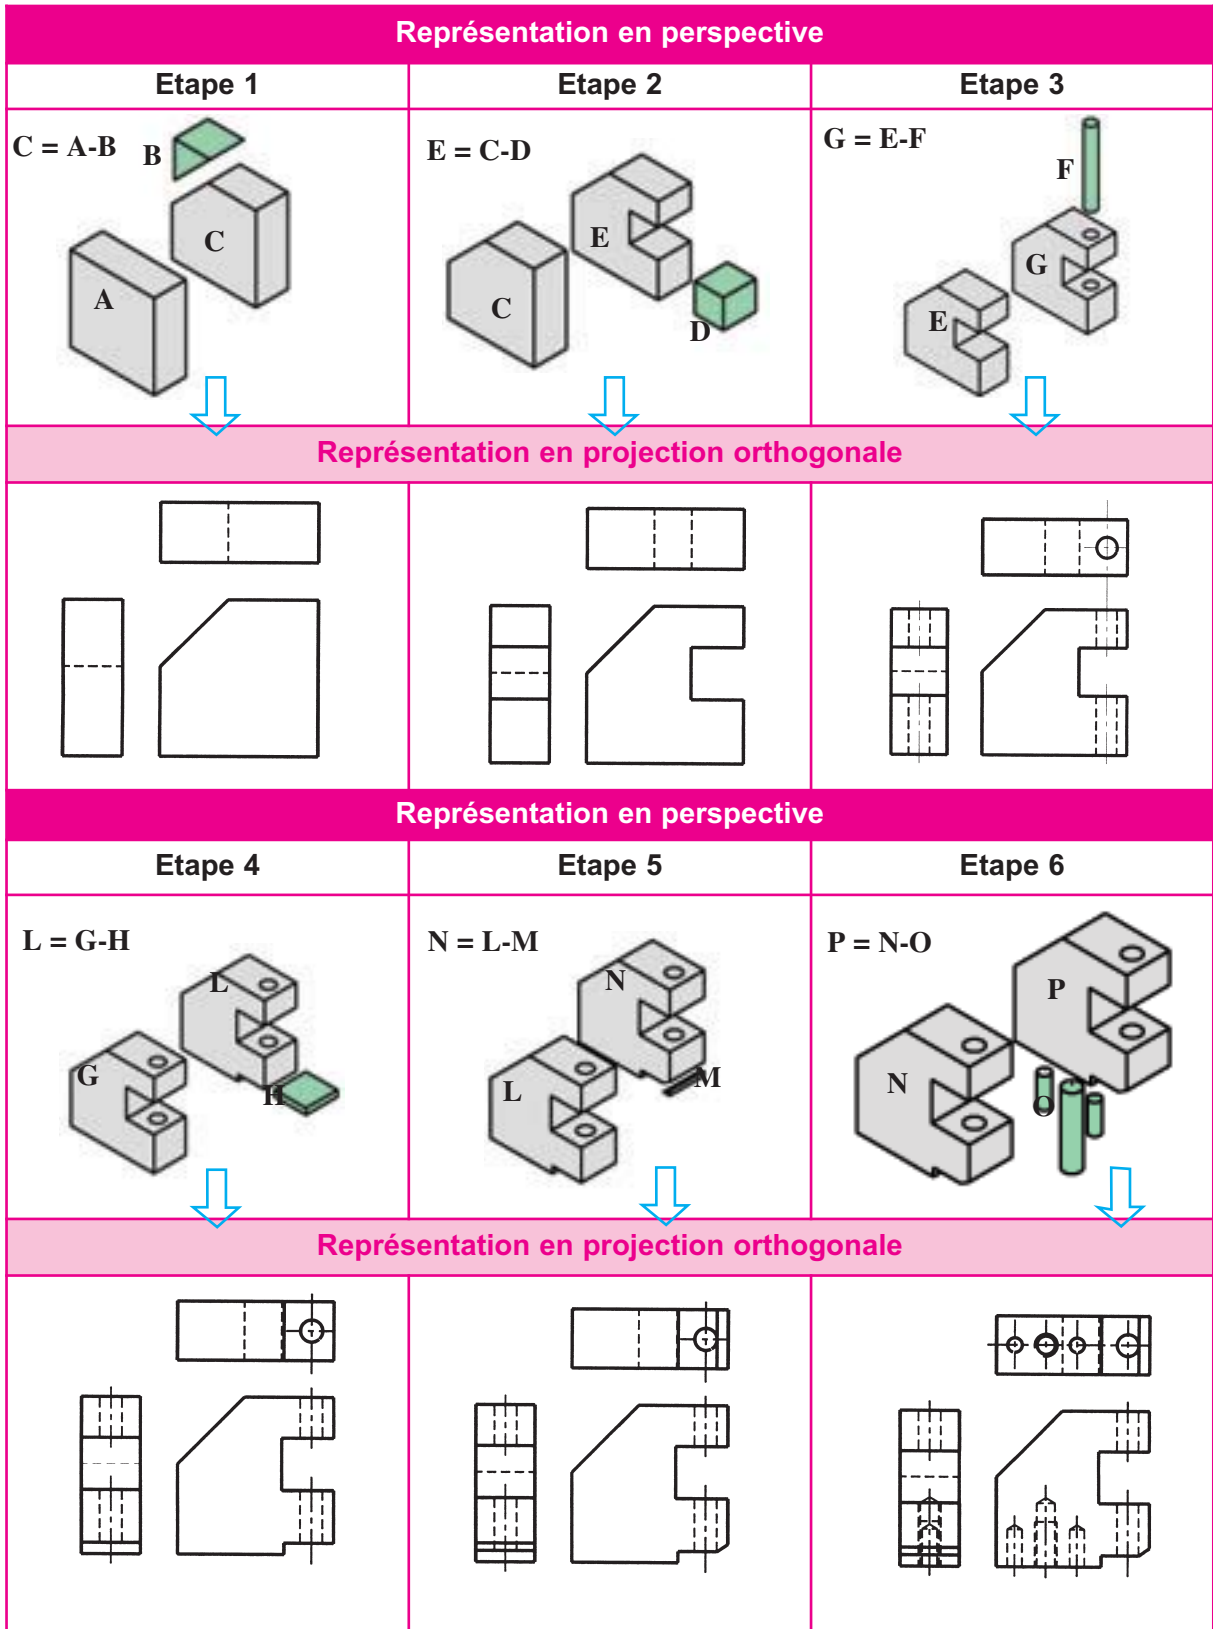 Représentation en perspective
Etape 1 Etape 2 Etape 3
C = A-B
B
C
A
E = C-D
E
C
D
G = E-F
F
G
E
Représentation en projection orthogonale
Représentation en perspective
Etape 4 Etape 5 Etape 6
L = G-H
L
G
H
N = L-M
N
M
L
P = N-O
P
N
O
Représentation en projection orthogonale